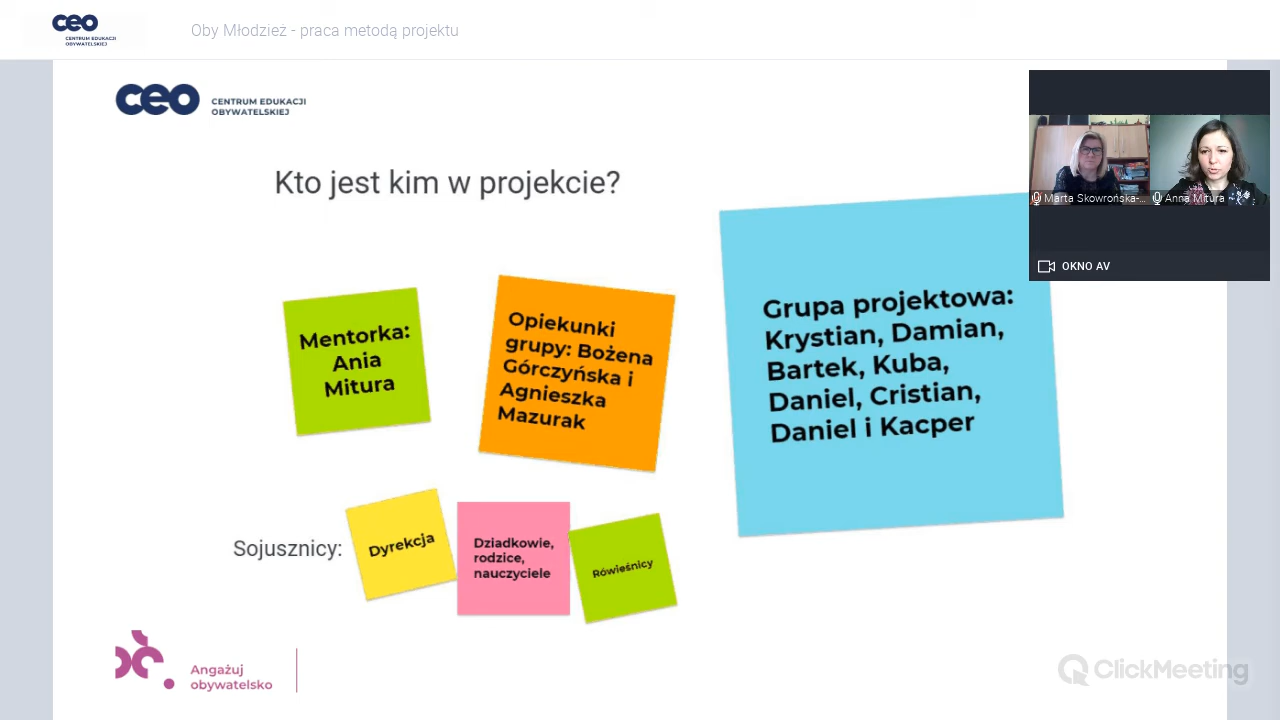 ceo
CENTRUM EDUKACJI
OBYWATELSKIEJ
Oby Młodzież - praca metodą projektu
ceo
CENTRUM EDUKACJI
OBYWATELSKIEJ
Kto jest kim w projekcie?
Marta Skowrońska-...
Anna Mitura
OKNO AV
Mentorka:
Ania
Mitura
Opiekunki
grupy: Bożena
Górczyńska i
Agnieszka
Mazurak
Grupa projektowa:
Krystian, Damian,
Bartek, Kuba,
Daniel, Cristian,
Daniel i Kacper
Sojusznicy:
Dyrekcja
Dziadkowie,
rodzice,
nauczyciele
Rówieśnicy
Angażuj
obywatelsko
ClickMeeting